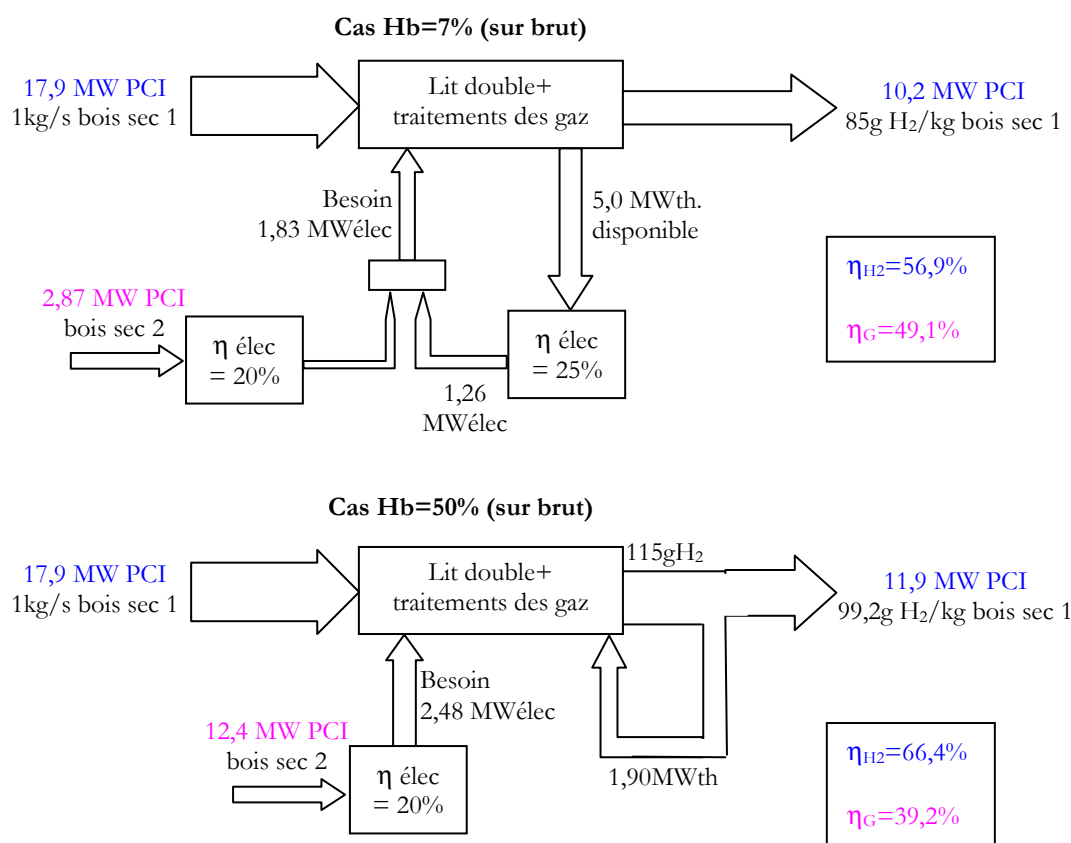 Cas Hb=7% (sur brut)
17,9 MW PCI
1kg/s bois sec 1
Lit double+
traitements des gaz
10,2 MW PCI
85g H₂/kg bois sec 1
Besoin
1,83 MWélec
5,0 MWth.
disponible
2,87 MW PCI
bois sec 2
η élec
= 20%
η élec
= 25%
1,26
MWélec
ηH2=56,9%
ηG=49,1%
Cas Hb=50% (sur brut)
17,9 MW PCI
1kg/s bois sec 1
Lit double+
traitements des gaz
115gH₂
11,9 MW PCI
99,2g H₂/kg bois sec 1
Besoin
2,48 MWélec
12,4 MW PCI
bois sec 2
η élec
= 20%
1,90MWth
ηH2=66,4%
ηG=39,2%